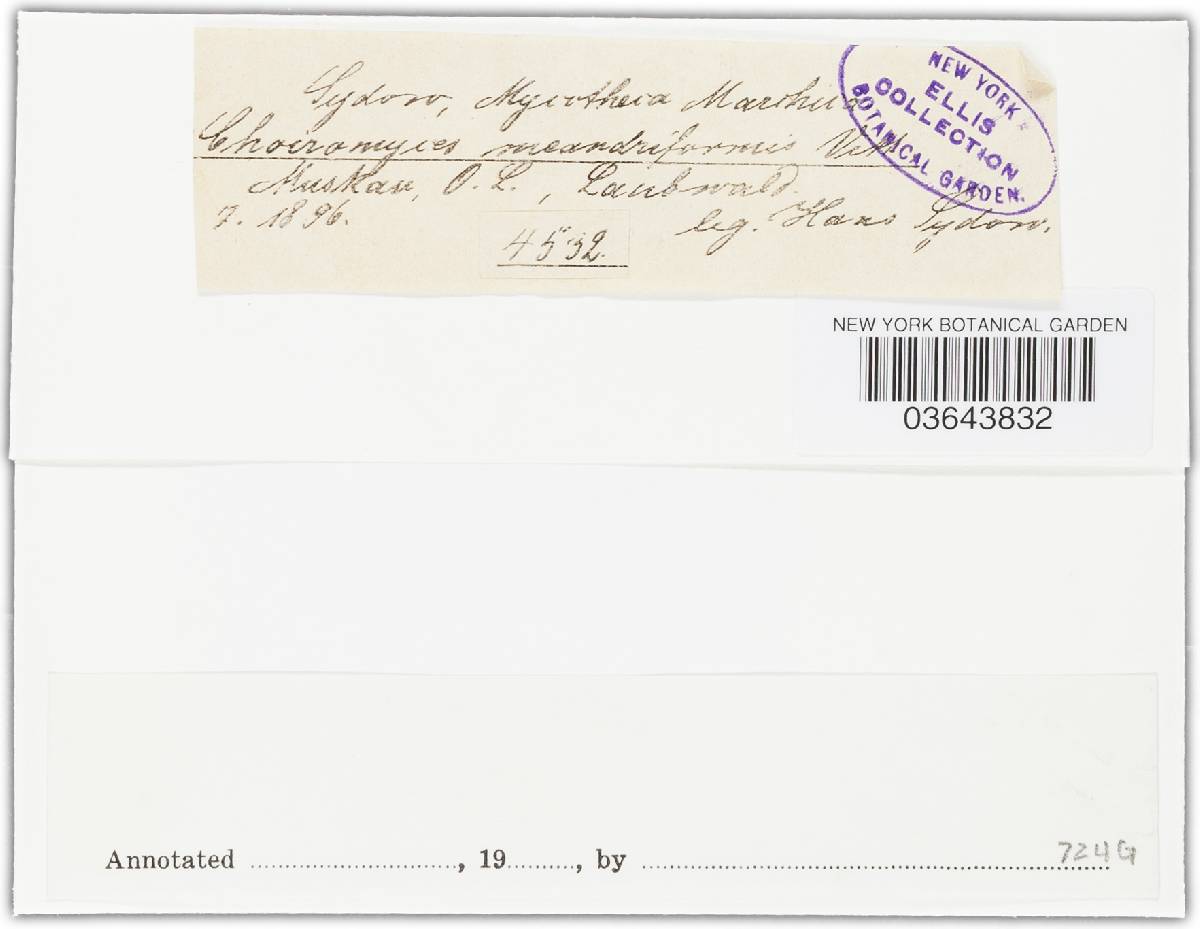 Sydow, Mycotheca Marchica
Choiromyces meandriformis Vitt.
Muskau, O. L., Laubwald.
7. 1896.
leg. Hans Sydow.
4532.
NEW YORK
ELLIS
COLLECTION
BOTANICAL GARDEN.
NEW YORK BOTANICAL GARDEN
03643832
Annotated ..........................., 19.........., by ..........................................................
724G